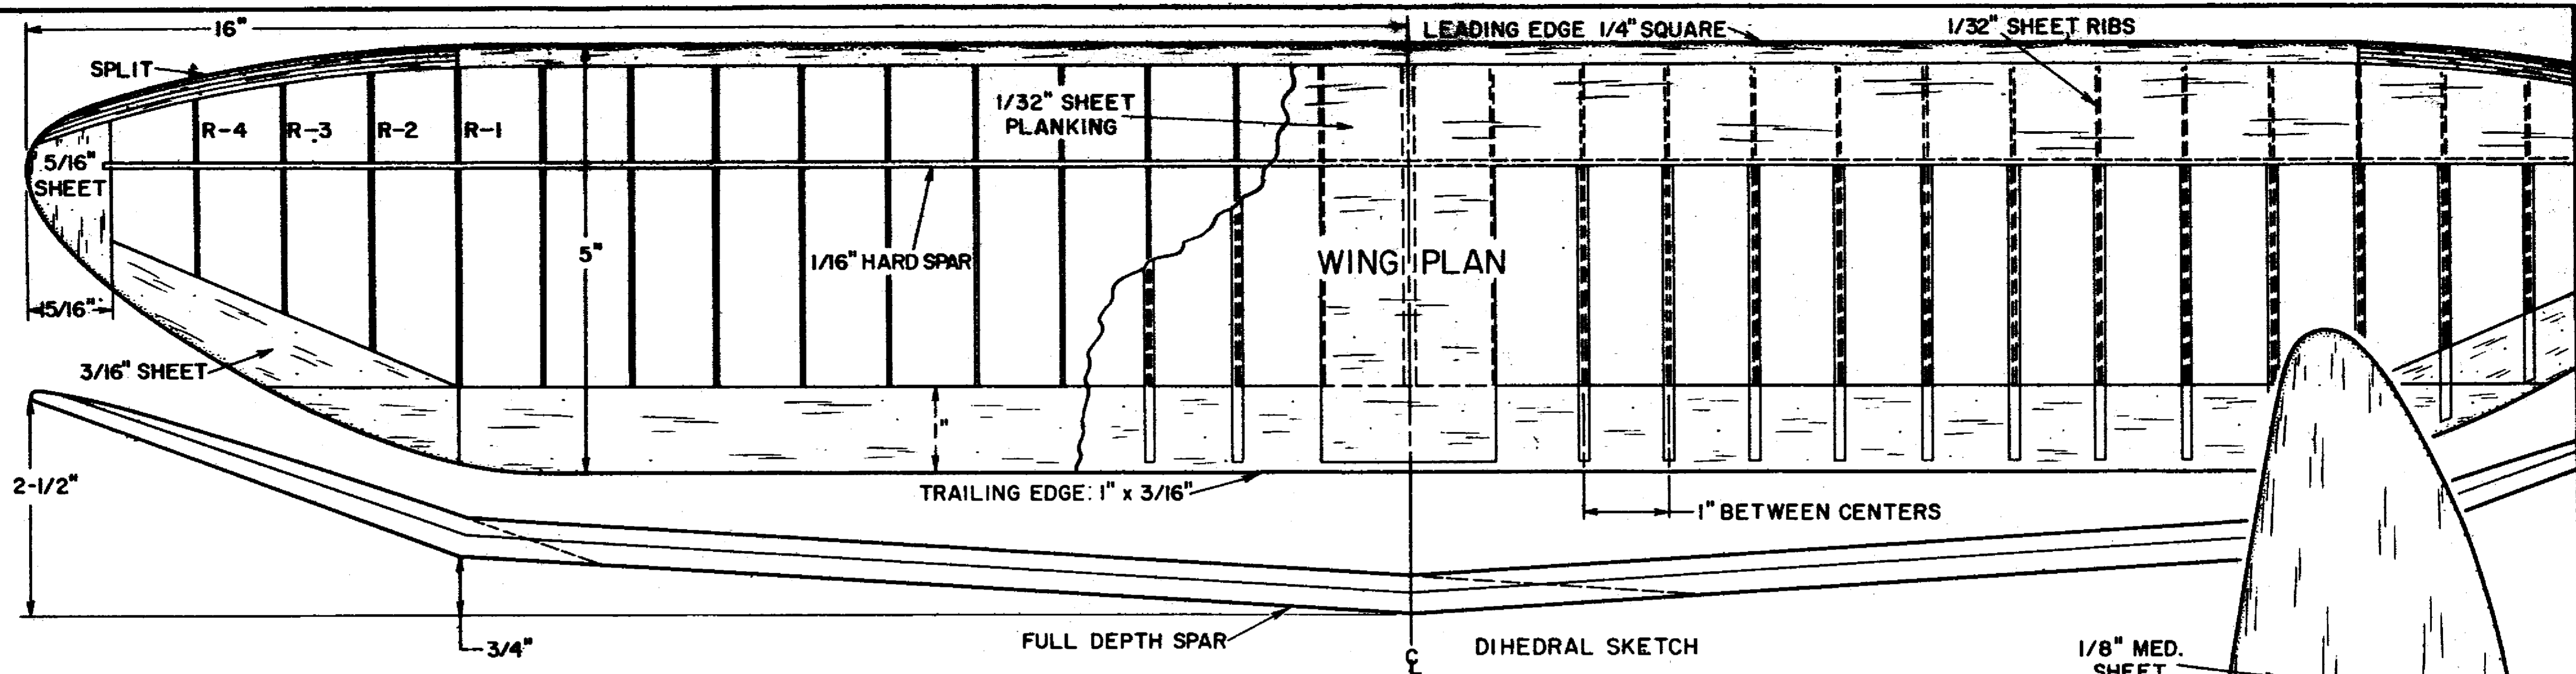 16"
LEADING EDGE 1/4" SQUARE
1/32" SHEET RIBS
SPLIT
1/32" SHEET
PLANKING
R-4
R-3
R-2
R-1
5/16"
SHEET
5"
1/16" HARD SPAR
WING PLAN
15/16"
3/16" SHEET
"
2-1/2"
TRAILING EDGE: 1" x 3/16"
1" BETWEEN CENTERS
3/4"
FULL DEPTH SPAR
℄
DIHEDRAL SKETCH
1/8" MED.
SHEET